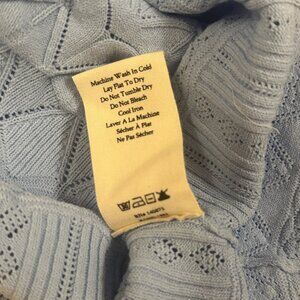 Machine Wash In Cold
Lay Flat To Dry
Do Not Tumble Dry
Do Not Bleach
Cool Iron
Laver A La Machine
Sécher À Plat
Ne Pas Sécher